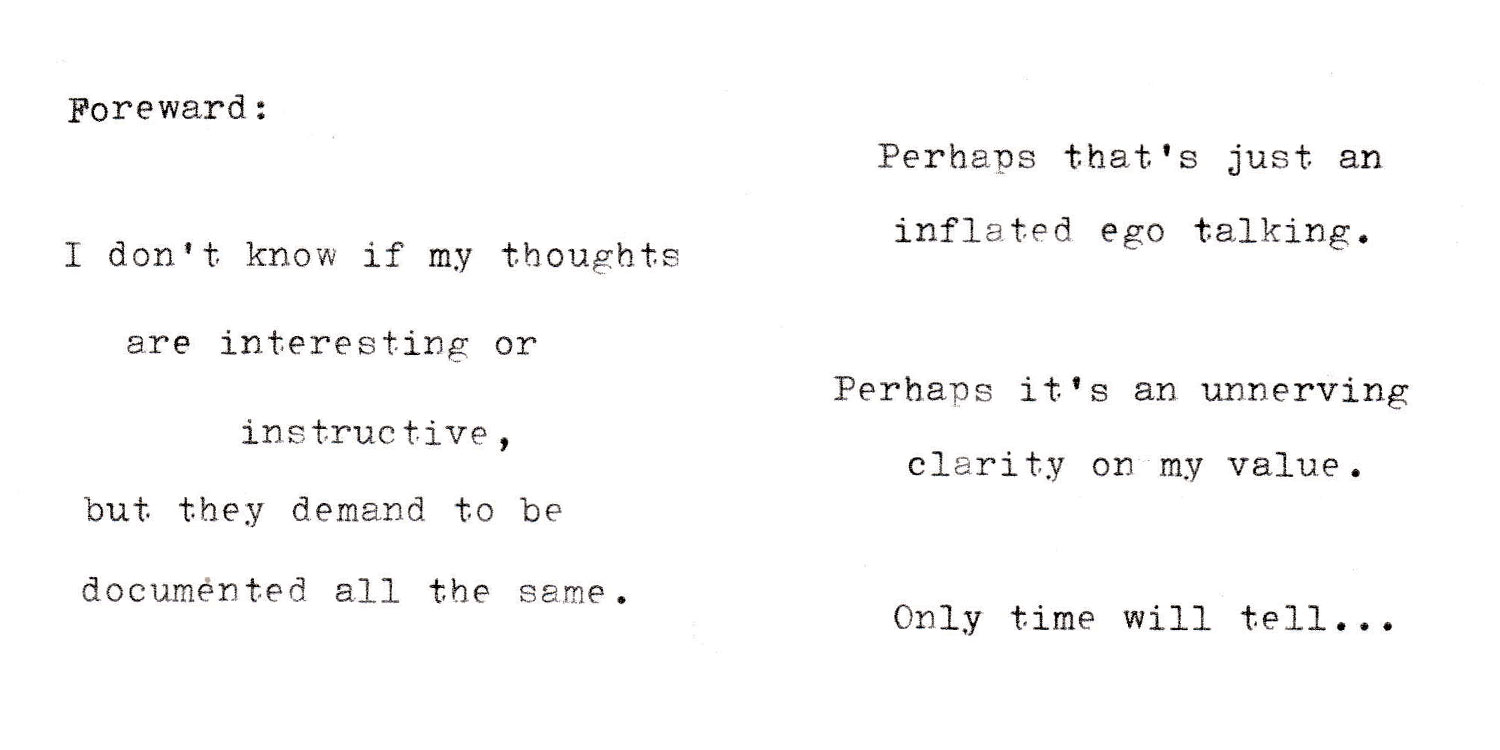 Foreward:
I don't know if my thoughts
are interesting or
instructive,
but they demand to be
documented all the same.
Perhaps that's just an
inflated ego talking.
Perhaps it's an unnerving
clarity on my value.
Only time will tell...